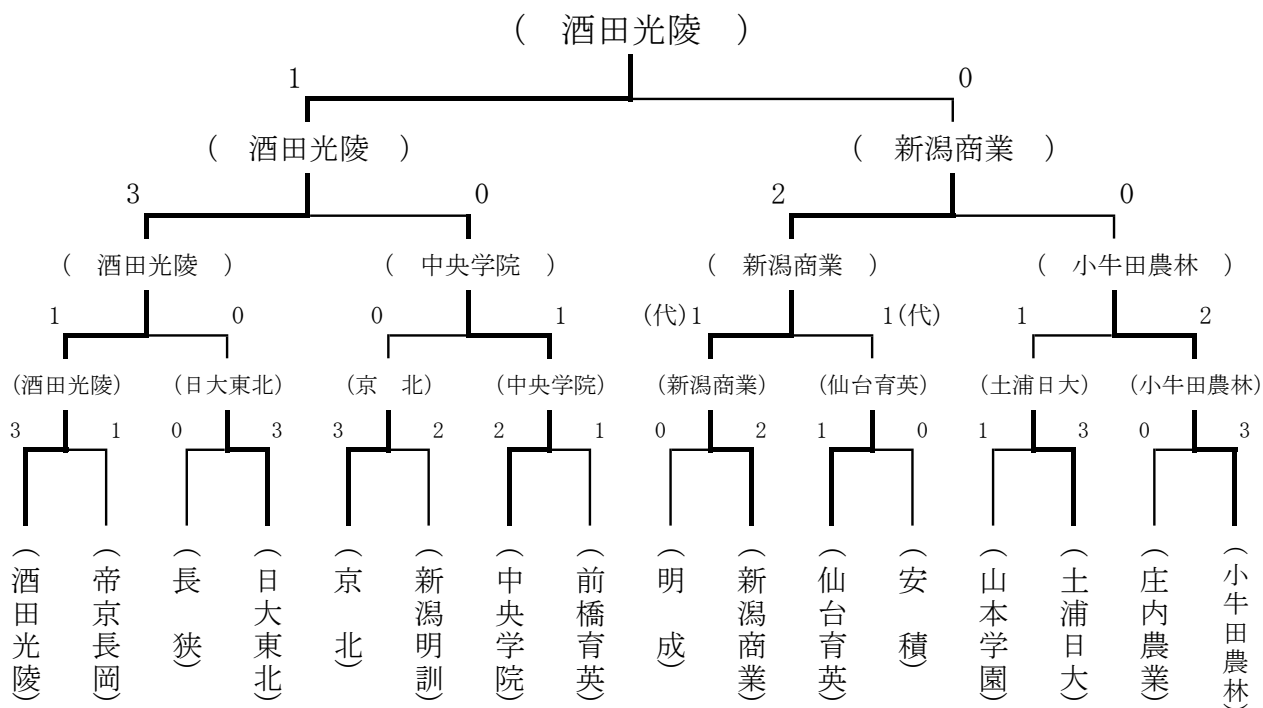 ( 酒田光陵 )
1 0
( 酒田光陵 ) ( 新潟商業 )
3 0 2 0
( 酒田光陵 ) ( 中央学院 ) ( 新潟商業 ) ( 小牛田農林 )
1 0 0 1 (代)1 1(代) 1 2
(酒田光陵) (日大東北) (京 北) (中央学院) (新潟商業) (仙台育英) (土浦日大) (小牛田農林)
3 1 0 3 3 2 2 1 0 2 1 0 1 3 0 3
(酒田光陵)
(帝京長岡)
(長 狭)
(日大東北)
(京 北)
(新潟明訓)
(中央学院)
(前橋育英)
(明 成)
(新潟商業)
(仙台育英)
(安 積)
(山本学園)
(土浦日大)
(庄内農業)
(小牛田農林)